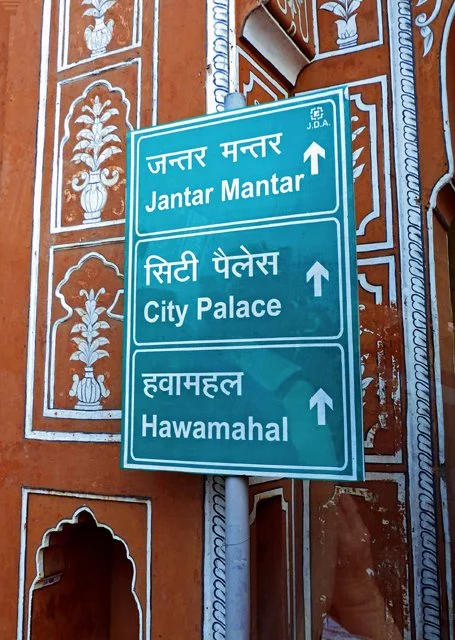 J.D.A.
जन्तर मन्तर
Jantar Mantar
सिटी पैलेस
City Palace
हवामहल
Hawamahal